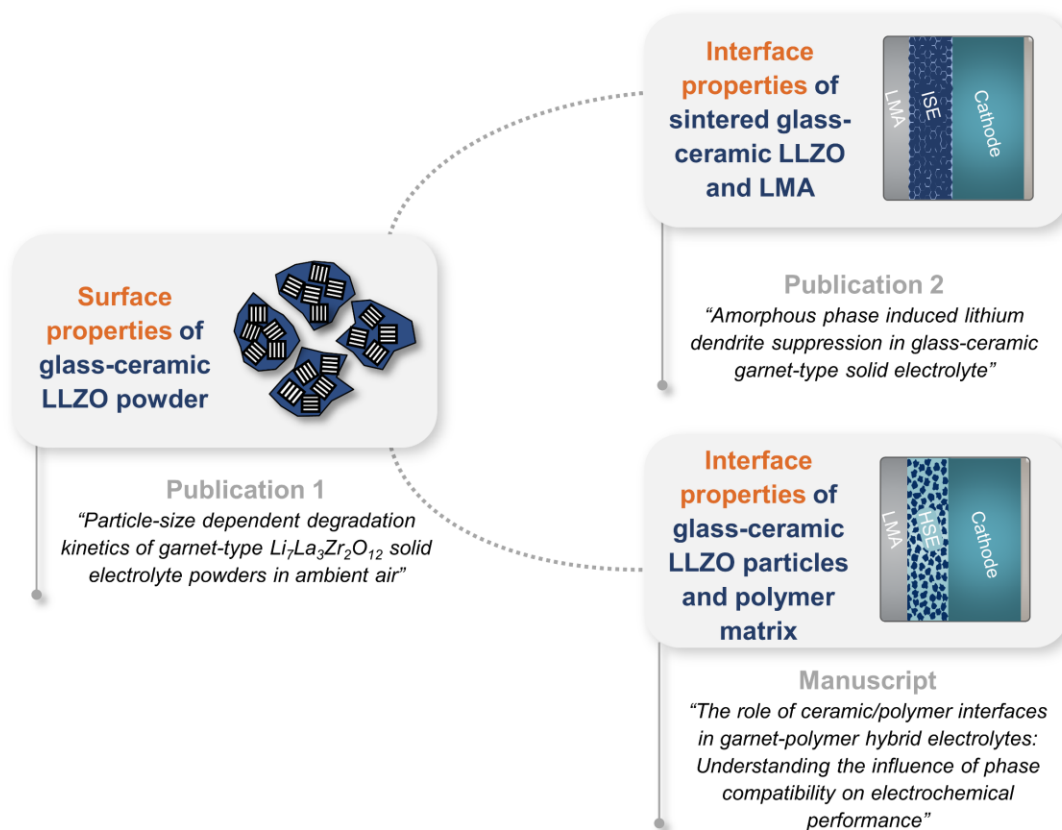 Surface
properties of
glass-ceramic
LLZO powder
Publication 1
“Particle-size dependent degradation
kinetics of garnet-type Li₇La₃Zr₂O₁₂ solid
electrolyte powders in ambient air”
Interface
properties of
sintered glass-
ceramic LLZO
and LMA
LMA
ISE
Cathode
Publication 2
“Amorphous phase induced lithium
dendrite suppression in glass-ceramic
garnet-type solid electrolyte”
Interface
properties of
glass-ceramic
LLZO particles
and polymer
matrix
LMA
HSE
Cathode
Manuscript
“The role of ceramic/polymer interfaces
in garnet-polymer hybrid electrolytes:
Understanding the influence of phase
compatibility on electrochemical
performance”